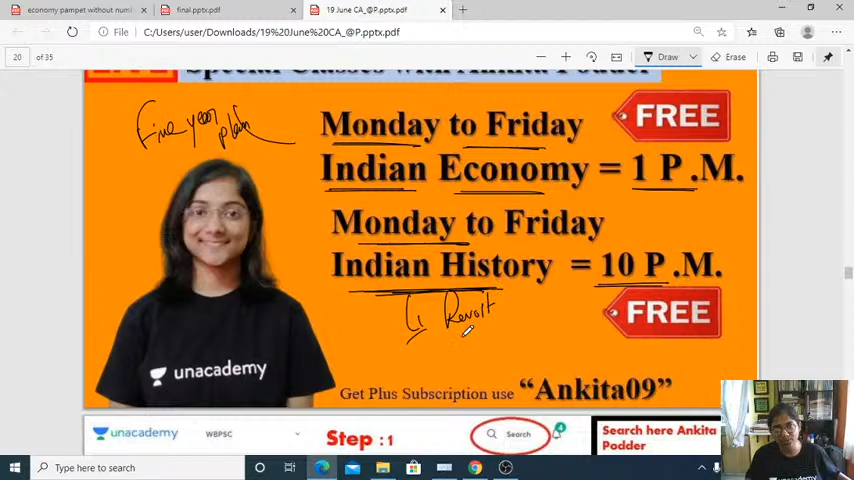 economy pampet without num
final.pptx.pdf
19 June CA_@P.pptx.pdf
File
C:/Users/user/Downloads/19%20June%20CA_@P.pptx.pdf
20 of 35
Draw
Erase
Special Classes with Ankita Podder
Five year plan
Monday to Friday
FREE
Indian Economy = 1 P .M.
Monday to Friday
Indian History = 10 P .M.
Revolt
FREE
unacademy
Get Plus Subscription use "Ankita09"
unacademy
WBPSC
Step : 1
Search
4
Search here Ankita
Podder
Type here to search
unacademy